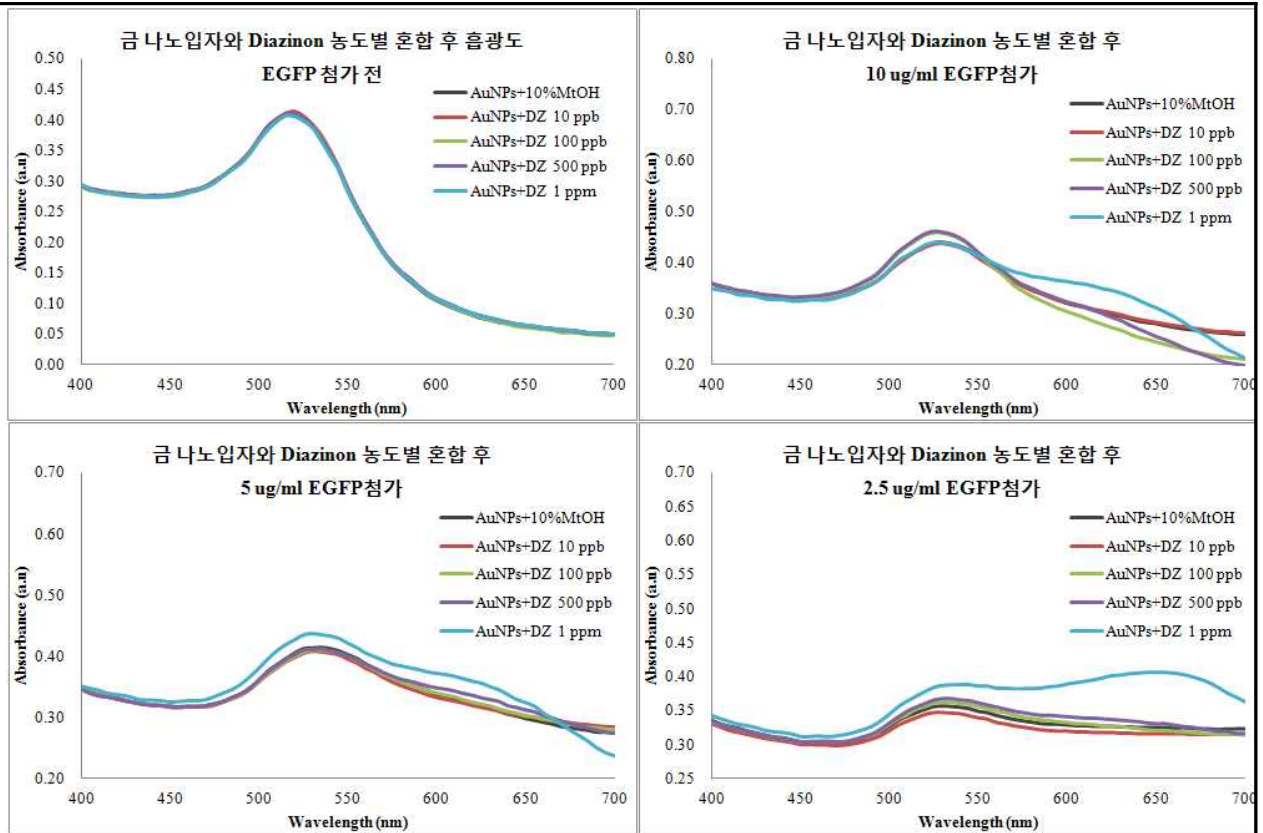 금 나노입자와 Diazinon 농도별 혼합 후 흡광도
EGFP 첨가 전
0.50
0.45
0.40
0.35
0.30
0.25
0.20
0.15
0.10
0.05
0.00
Absorbance (a.n)
AuNPs+10%MtOH
AuNPs+DZ 10 ppb
AuNPs+DZ 100 ppb
AuNPs+DZ 500 ppb
AuNPs+DZ 1 ppm
400 450 500 550 600 650 700
Wavelength (nm)
금 나노입자와 Diazinon 농도별 혼합 후
10 ug/ml EGFP첨가
0.80
0.70
0.60
0.50
0.40
0.30
0.20
Absorbance (a.n)
AuNPs+10%MtOH
AuNPs+DZ 10 ppb
AuNPs+DZ 100 ppb
AuNPs+DZ 500 ppb
AuNPs+DZ 1 ppm
400 450 500 550 600 650 700
Wavelength (nm)
금 나노입자와 Diazinon 농도별 혼합 후
5 ug/ml EGFP첨가
0.70
0.60
0.50
0.40
0.30
0.20
Absorbance (a.n)
AuNPs+10%MtOH
AuNPs+DZ 10 ppb
AuNPs+DZ 100 ppb
AuNPs+DZ 500 ppb
AuNPs+DZ 1 ppm
400 450 500 550 600 650 700
Wavelength (nm)
금 나노입자와 Diazinon 농도별 혼합 후
2.5 ug/ml EGFP첨가
0.70
0.65
0.60
0.55
0.50
0.45
0.40
0.35
0.30
0.25
Absorbance (a.n)
AuNPs+10%MtOH
AuNPs+DZ 10 ppb
AuNPs+DZ 100 ppb
AuNPs+DZ 500 ppb
AuNPs+DZ 1 ppm
400 450 500 550 600 650 700
Wavelength (nm)